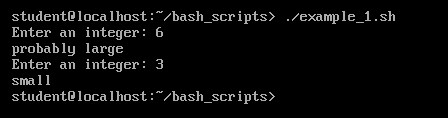 student@localhost:~/bash_scripts> ./example_1.sh
Enter an integer: 6
probably large
Enter an integer: 3
small
student@localhost:~/bash_scripts>